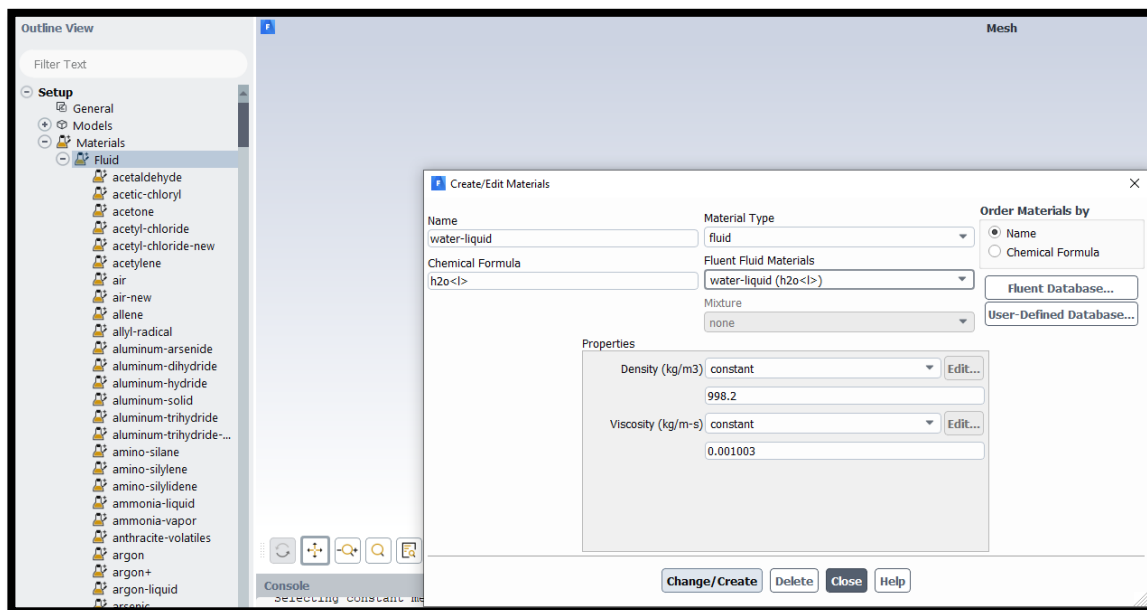 Outline View
Filter Text
Setup
General
Models
Materials
Fluid
acetaldehyde
acetic-chloryl
acetone
acetyl-chloride
acetyl-chloride-new
acetylene
air
air-new
allene
allyl-radical
aluminum-arsenide
aluminum-dihydride
aluminum-hydride
aluminum-solid
aluminum-trihydride
aluminum-trihydride-...
amino-silane
amino-silylene
amino-silylidene
ammonia-liquid
ammonia-vapor
anthracite-volatiles
argon
argon+
argon-liquid
arsenic
Mesh
Create/Edit Materials
Name
water-liquid
Chemical Formula
h2o<l>
Material Type
fluid
Fluent Fluid Materials
water-liquid (h2o<l>)
Mixture
none
Order Materials by
Name
Chemical Formula
Fluent Database...
User-Defined Database...
Properties
Density (kg/m3) constant Edit...
998.2
Viscosity (kg/m-s) constant Edit...
0.001003
Change/Create Delete Close Help
Console
Selecting constant me